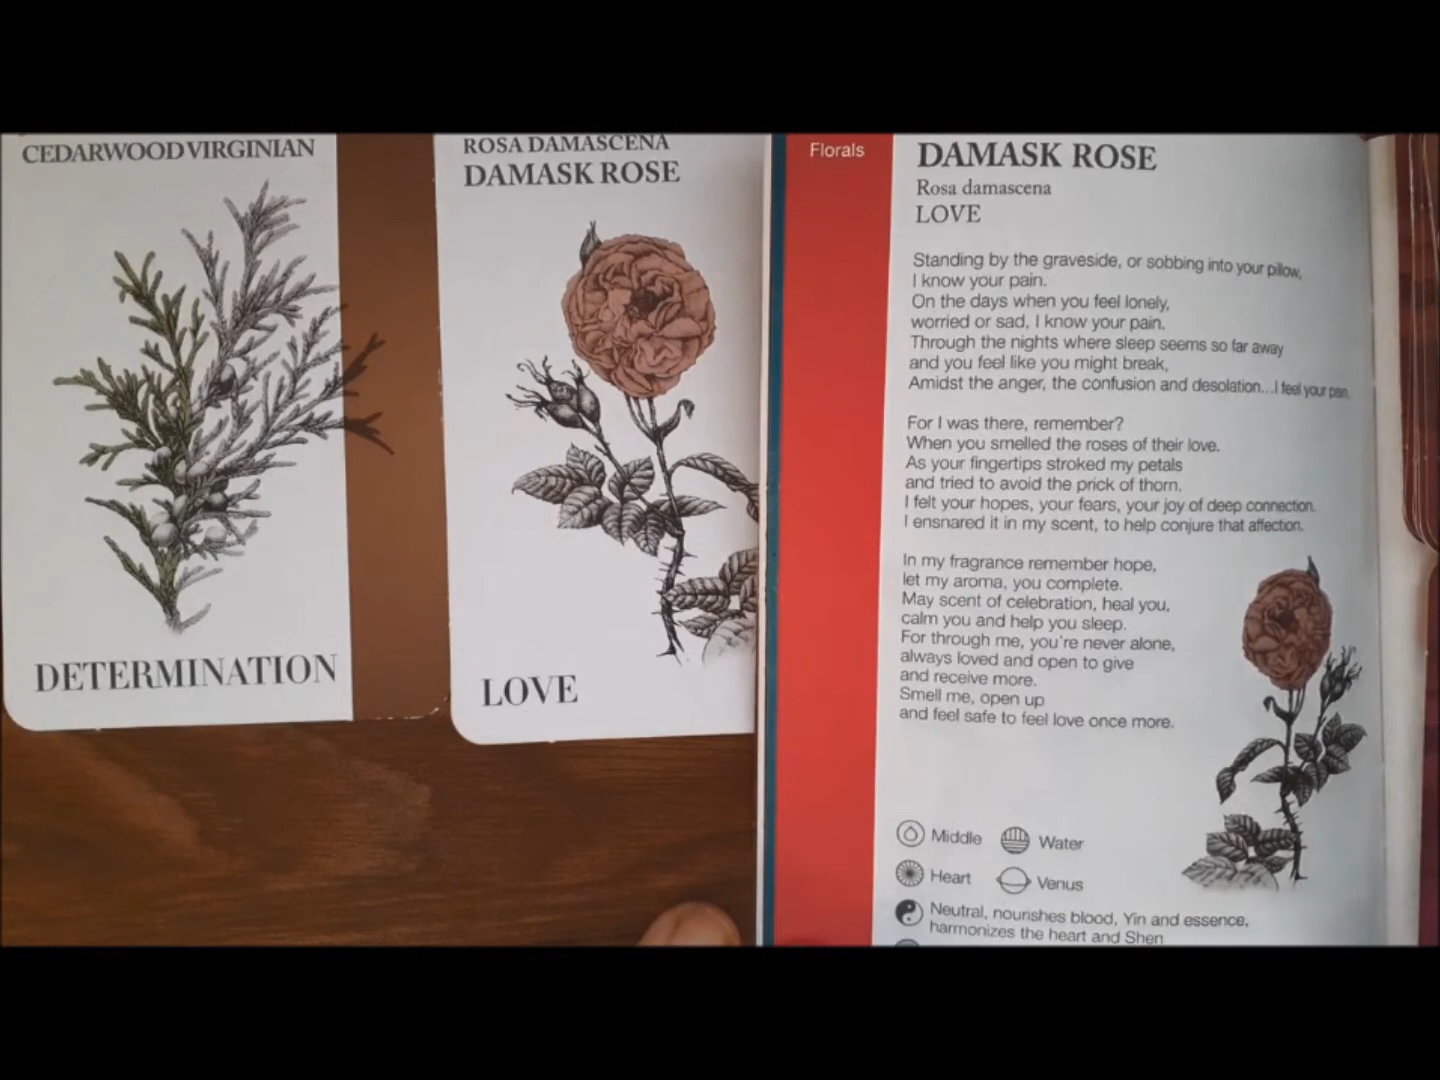 CEDARWOOD VIRGINIAN
DETERMINATION
ROSA DAMASCENA
DAMASK ROSE
LOVE
Florals
DAMASK ROSE
Rosa damascena
LOVE
Standing by the graveside, or sobbing into your pillow,
I know your pain.
On the days when you feel lonely,
worried or sad, I know your pain.
Through the nights where sleep seems so far away
and you feel like you might break,
Amidst the anger, the confusion and desolation...I feel your pain.
For I was there, remember?
When you smelled the roses of their love.
As your fingertips stroked my petals
and tried to avoid the prick of thorn.
I felt your hopes, your fears, your joy of deep connection.
I ensnared it in my scent, to help conjure that affection.
In my fragrance remember hope,
let my aroma, you complete.
May scent of celebration, heal you,
calm you and help you sleep.
For through me, you're never alone,
always loved and open to give
and receive more.
Smell me, open up
and feel safe to feel love once more.
Middle Water
Heart Venus
Neutral, nourishes blood, Yin and essence,
harmonizes the heart and Shen